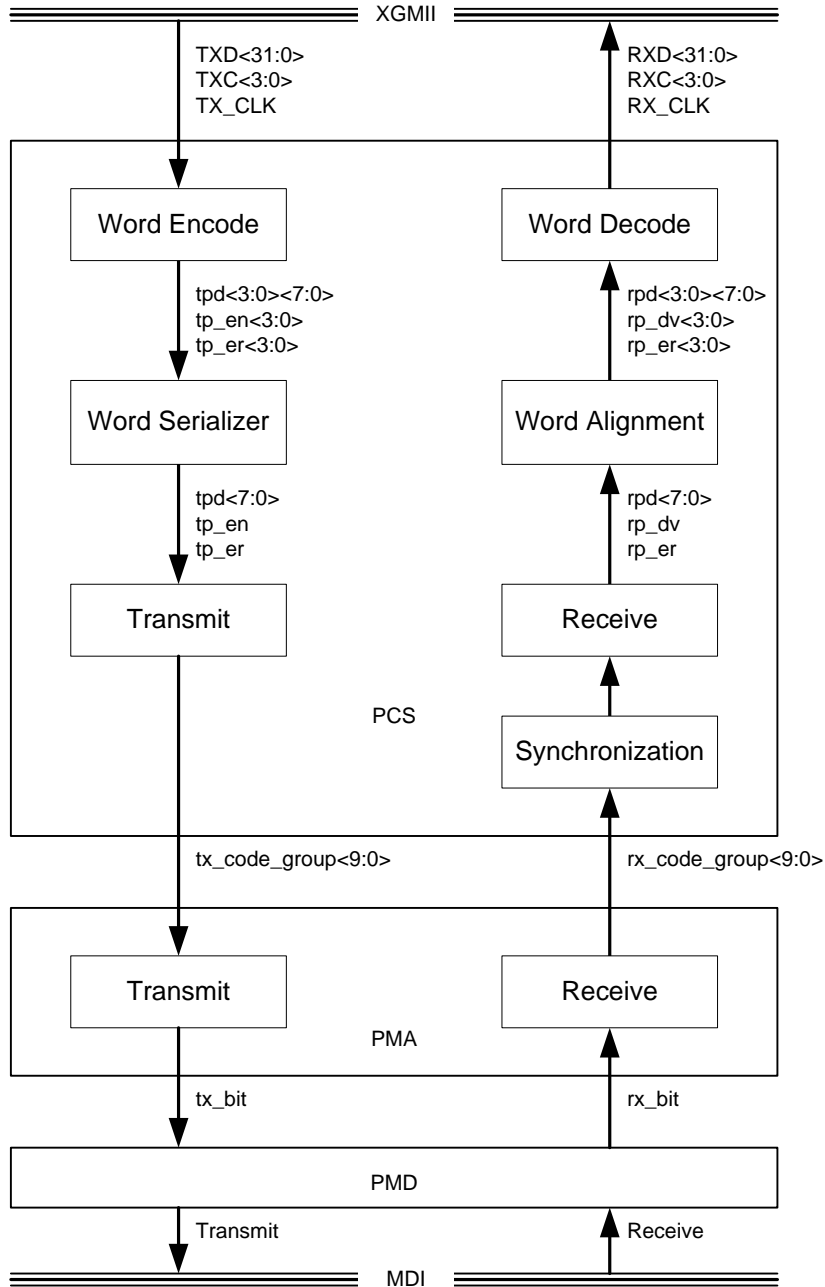 XGMII
TXD<31:0>
TXC<3:0>
TX_CLK
RXD<31:0>
RXC<3:0>
RX_CLK
Word Encode
Word Decode
tpd<3:0><7:0>
tp_en<3:0>
tp_er<3:0>
rpd<3:0><7:0>
rp_dv<3:0>
rp_er<3:0>
Word Serializer
Word Alignment
tpd<7:0>
tp_en
tp_er
rpd<7:0>
rp_dv
rp_er
Transmit
Receive
PCS
Synchronization
tx_code_group<9:0>
rx_code_group<9:0>
Transmit
Receive
PMA
tx_bit
rx_bit
PMD
Transmit
Receive
MDI